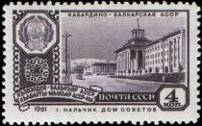 КАБАРДИНО-БАЛКАРСКАЯ АССР
ПОЧТА СССР
4
КОП.
1961
г. НАЛЬЧИК. ДОМ СОВЕТОВ